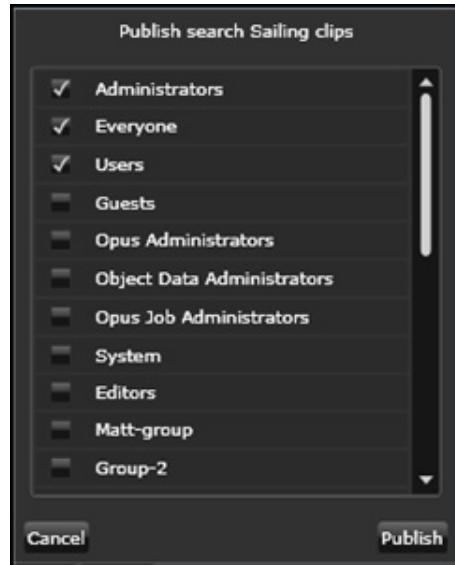 Publish search Sailing clips
Administrators
Everyone
Users
Guests
Opus Administrators
Object Data Administrators
Opus Job Administrators
System
Editors
Matt-group
Group-2
Cancel Publish